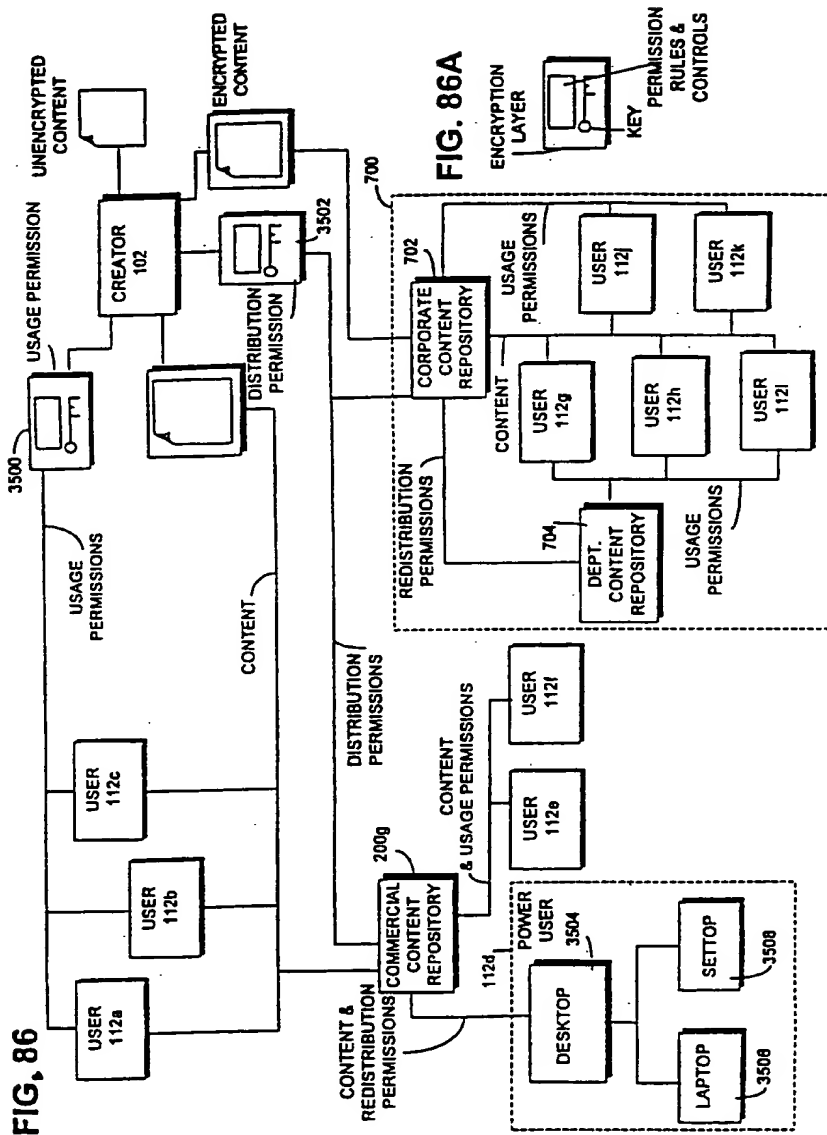 FIG. 86
USER
112a
USER
112b
USER
112c
USAGE
PERMISSIONS
3500
USAGE PERMISSION
CREATOR
102
UNENCRYPTED
CONTENT
ENCRYPTED
CONTENT
3502
DISTRIBUTION
PERMISSION
CONTENT
DISTRIBUTION
PERMISSIONS
COMMERCIAL
CONTENT
REPOSITORY
200g
CONTENT &
REDISTRIBUTION
PERMISSIONS
CONTENT
& USAGE PERMISSIONS
USER
112e
USER
112f
112d
POWER
USER
3504
DESKTOP
LAPTOP
3506
SETTOP
3508
700
CORPORATE
CONTENT
REPOSITORY
702
REDISTRIBUTION
PERMISSIONS
704
DEPT.
CONTENT
REPOSITORY
CONTENT
USAGE
PERMISSIONS
USER
112g
USER
112h
USER
112i
USER
112j
USER
112k
USAGE
PERMISSIONS
FIG. 86A
ENCRYPTION
LAYER
KEY
PERMISSION
RULES &
CONTROLS